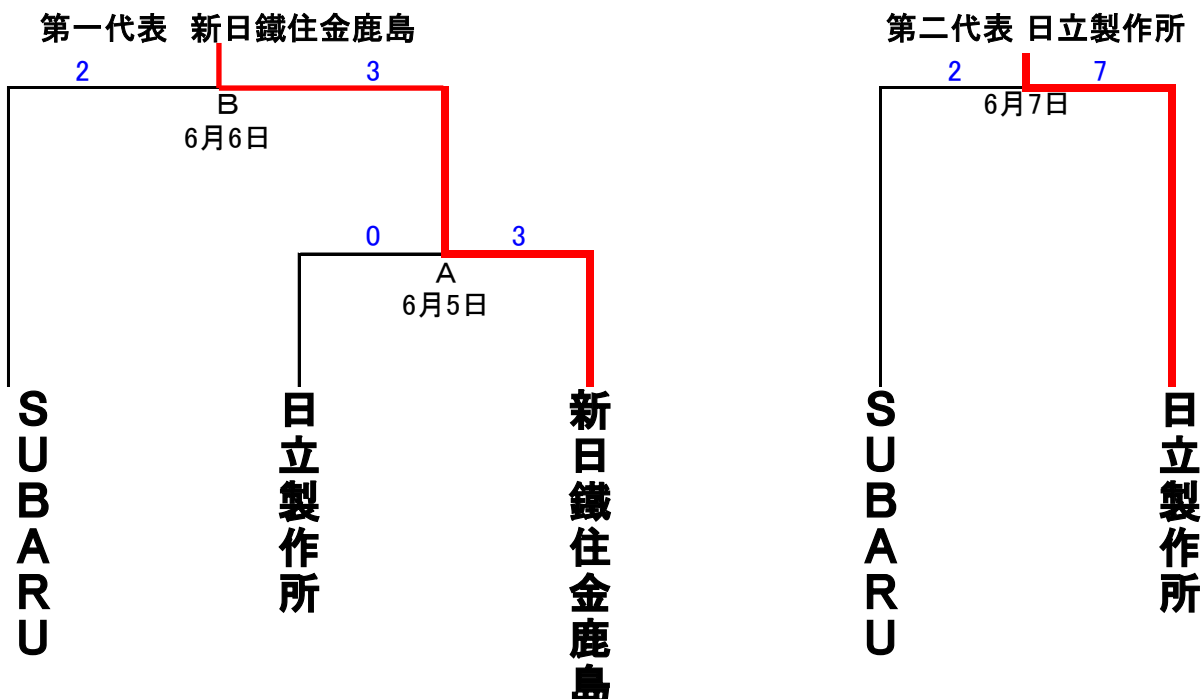 第一代表 新日鐵住金鹿島
2
3
B
6月6日
0
3
A
6月5日
SUBARU
日立製作所
新日鐵住金鹿島
第二代表 日立製作所
2
7
6月7日
SUBARU
日立製作所